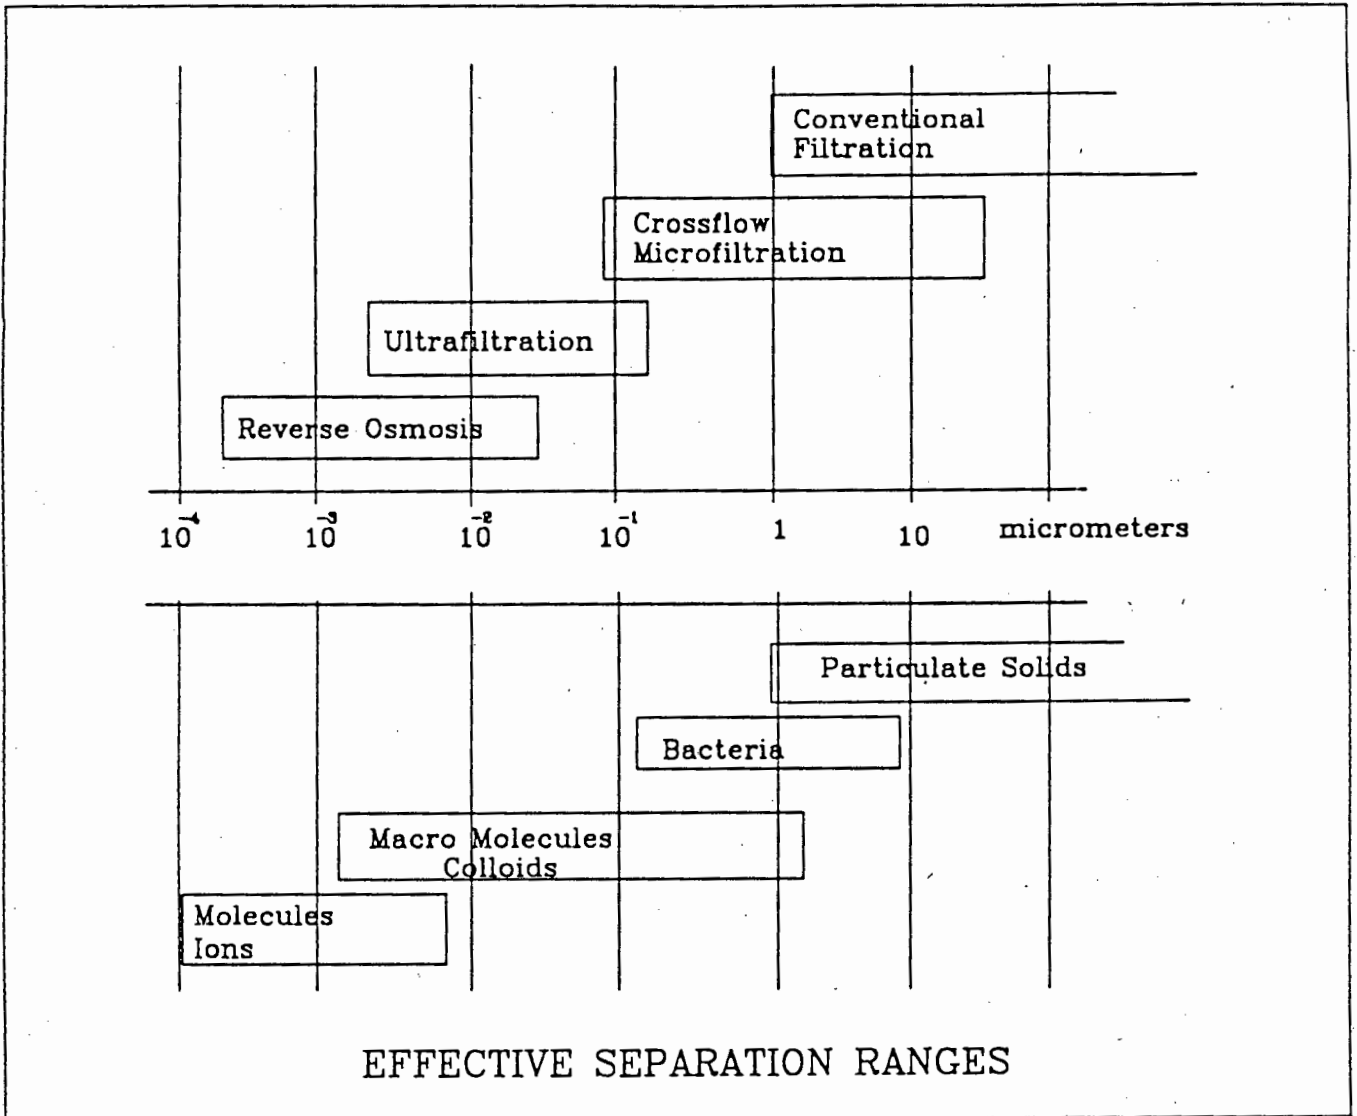 Conventional
Filtration
Crossflow
Microfiltration
Ultrafiltration
Reverse Osmosis
10⁻⁴ 10⁻³ 10⁻² 10⁻¹ 1 10 micrometers
Particulate Solids
Bacteria
Macro Molecules
Colloids
Molecules
Ions
EFFECTIVE SEPARATION RANGES